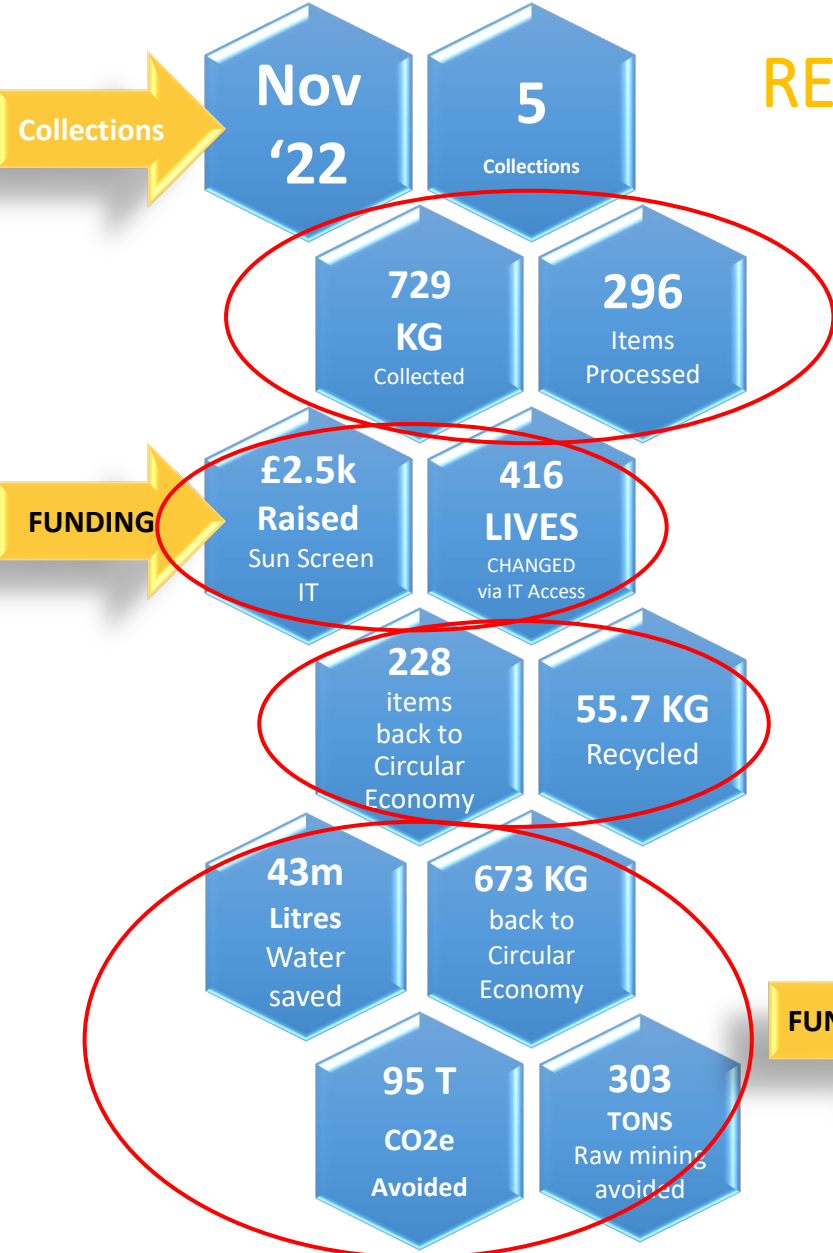 RE
Collections
Nov
‘22
5
Collections
729
KG
Collected
296
Items
Processed
FUNDING
£2.5k
Raised
Sun Screen
IT
416
LIVES
CHANGED
via IT Access
228
items
back to
Circular
Economy
55.7 KG
Recycled
43m
Litres
Water
saved
673 KG
back to
Circular
Economy
FUN
95 T
CO2e
Avoided
303
TONS
Raw mining
avoided